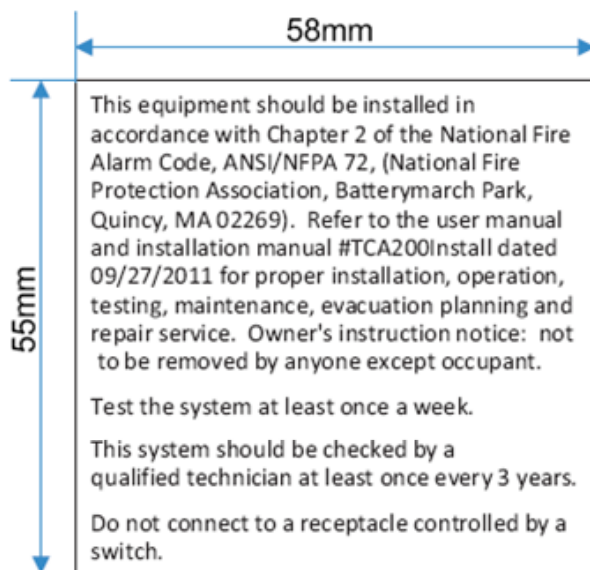 58mm
55mm
This equipment should be installed in
accordance with Chapter 2 of the National Fire
Alarm Code, ANSI/NFPA 72, (National Fire
Protection Association, Batterymarch Park,
Quincy, MA 02269).  Refer to the user manual
and installation manual #TCA200Install dated
09/27/2011 for proper installation, operation,
testing, maintenance, evacuation planning and
repair service.  Owner's instruction notice:  not
to be removed by anyone except occupant.
Test the system at least once a week.
This system should be checked by a
qualified technician at least once every 3 years.
Do not connect to a receptacle controlled by a
switch.